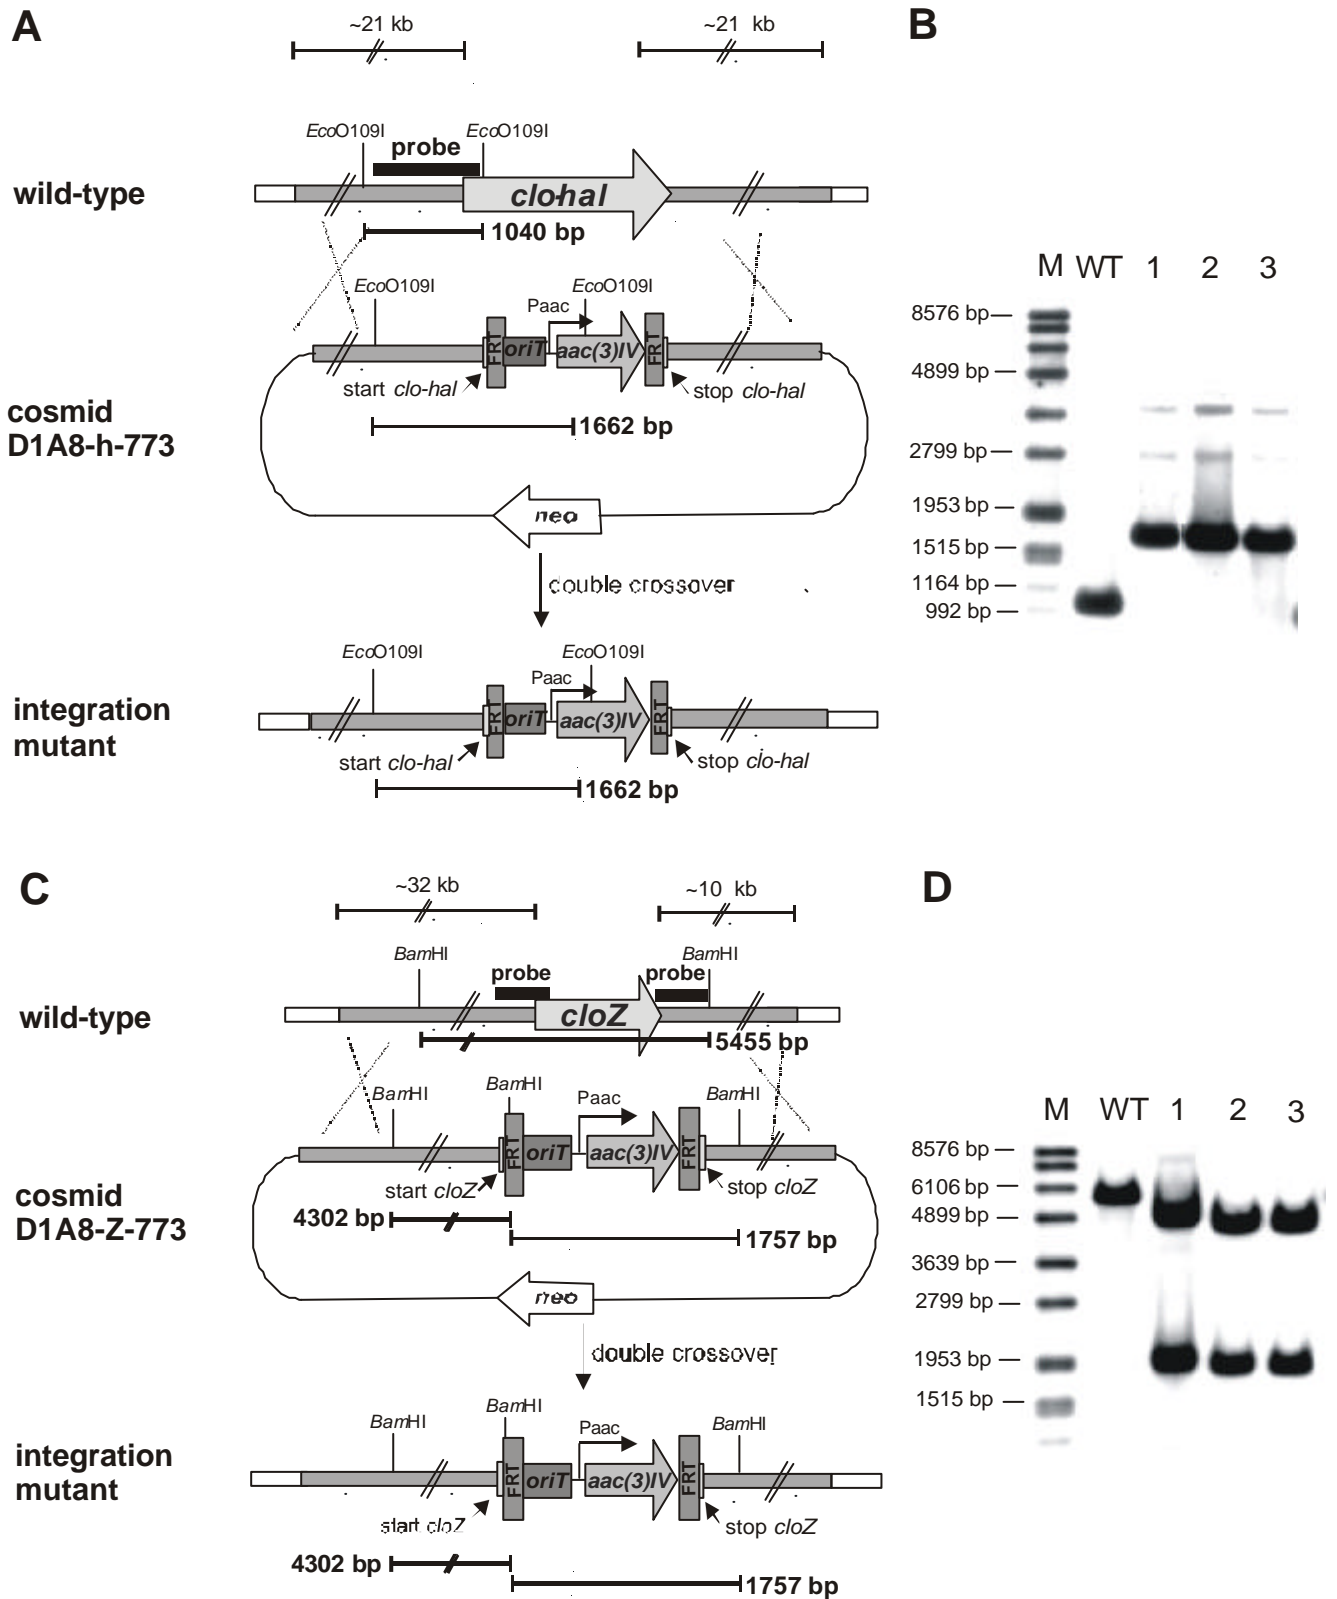 A
~21 kb
~21 kb
EcoO109I
EcoO109I
probe
wild-type
clo-hal
1040 bp
EcoO109I
EcoO109I
Paac
FRT
oriT
aac(3)IV
FRT
start clo-hal
stop clo-hal
cosmid
D1A8-h-773
1662 bp
neo
double crossover
EcoO109I
EcoO109I
Paac
integration
mutant
FRT
oriT
aac(3)IV
FRT
start clo-hal
stop clo-hal
1662 bp
B
M WT 1 2 3
8576 bp
4899 bp
2799 bp
1953 bp
1515 bp
1164 bp
992 bp
C
~32 kb
~10 kb
BamHI
BamHI
probe
probe
wild-type
cloZ
5455 bp
BamHI
BamHI
Paac
BamHI
FRT
oriT
aac(3)IV
FRT
start cloZ
stop cloZ
cosmid
D1A8-Z-773
4302 bp
1757 bp
neo
double crossover
BamHI
BamHI
Paac
BamHI
integration
mutant
FRT
oriT
aac(3)IV
FRT
start cloZ
stop cloZ
4302 bp
1757 bp
D
M WT 1 2 3
8576 bp
6106 bp
4899 bp
3639 bp
2799 bp
1953 bp
1515 bp